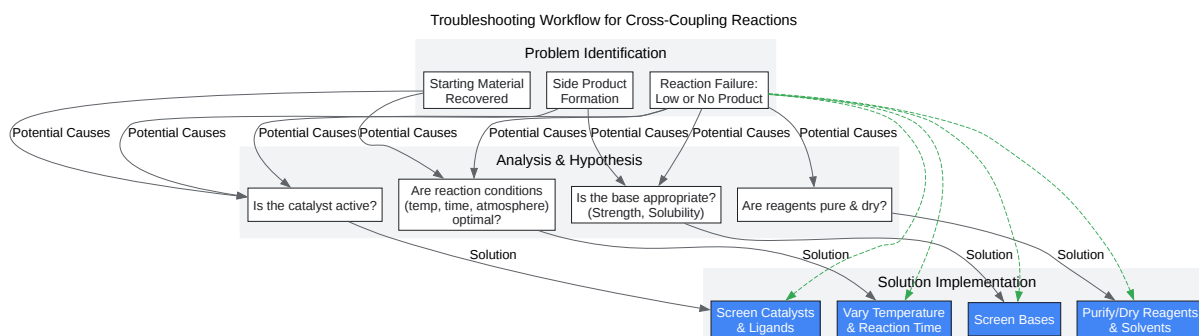 Troubleshooting Workflow for Cross-Coupling Reactions
Problem Identification
Starting Material
Recovered
Side Product
Formation
Reaction Failure:
Low or No Product
Potential Causes
Potential Causes
Potential Causes
Potential Causes
Potential Causes
Potential Causes
Potential Causes
Potential Causes
Analysis & Hypothesis
Is the catalyst active?
Are reaction conditions
(temp, time, atmosphere)
optimal?
Is the base appropriate?
(Strength, Solubility)
Are reagents pure & dry?
Solution
Solution
Solution
Solution
Solution Implementation
Screen Catalysts
& Ligands
Vary Temperature
& Reaction Time
Screen Bases
Purify/Dry Reagents
& Solvents